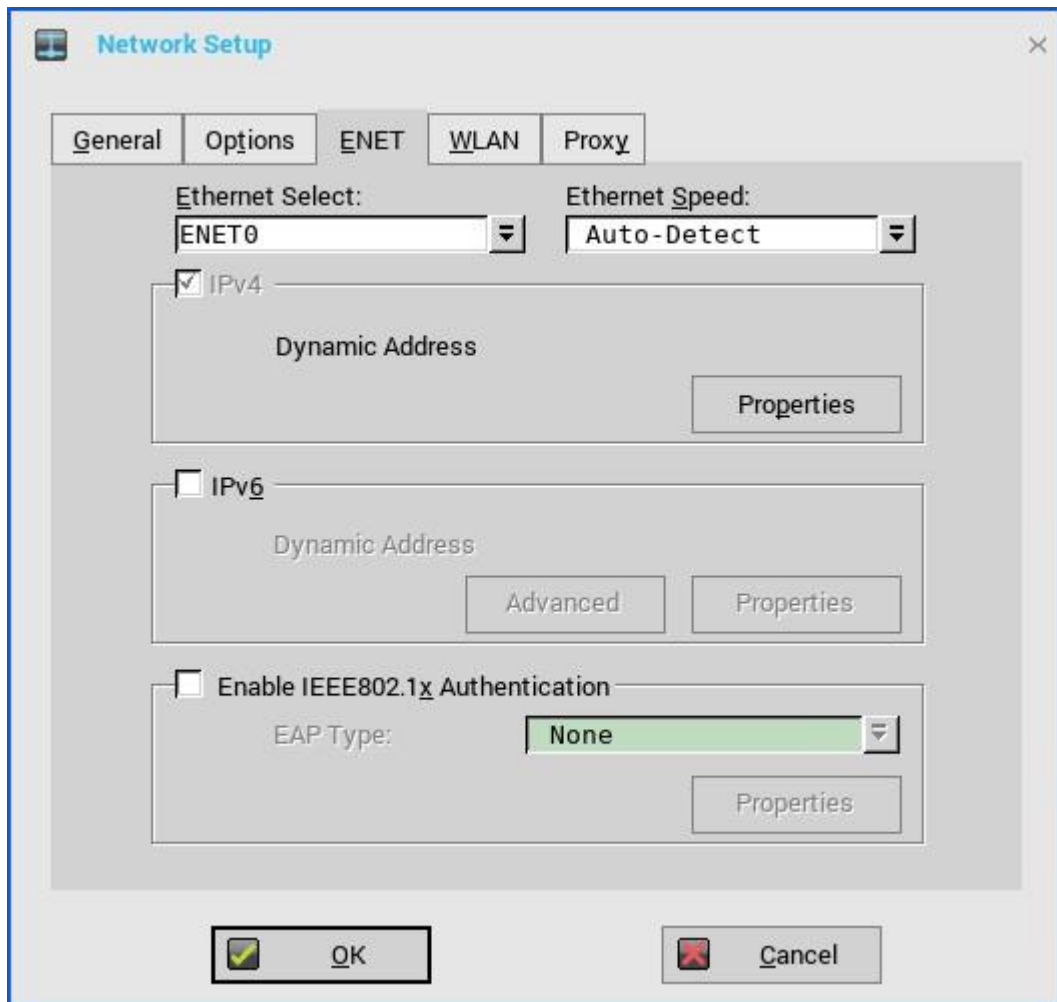 Network Setup
General Options ENET WLAN Proxy
Ethernet Select: Ethernet Speed:
ENET0 Auto-Detect
IPv4
Dynamic Address
Properties
IPv6
Dynamic Address
Advanced Properties
Enable IEEE802.1x Authentication
EAP Type: None
Properties
OK Cancel